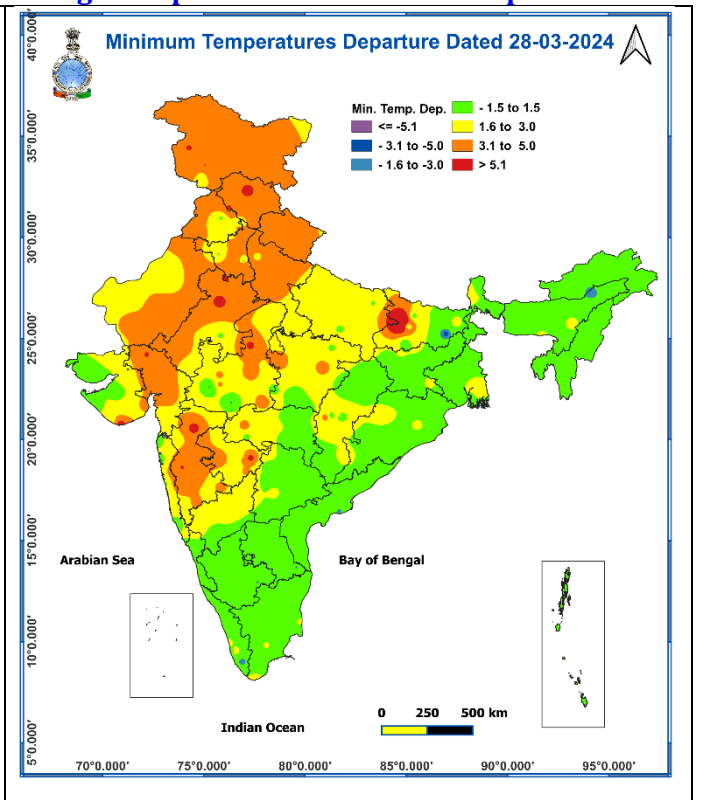 Minimum Temperatures Departure Dated 28-03-2024
Min. Temp. Dep.
<= -5.1
- 3.1 to -5.0
- 1.6 to -3.0
- 1.5 to 1.5
1.6 to 3.0
3.1 to 5.0
> 5.1
40°0.000'
35°0.000'
30°0.000'
25°0.000'
20°0.000'
15°0.000'
10°0.000'
5°0.000'
Arabian Sea
Bay of Bengal
Indian Ocean
0 250 500 km
70°0.000' 75°0.000' 80°0.000' 85°0.000' 90°0.000' 95°0.000'